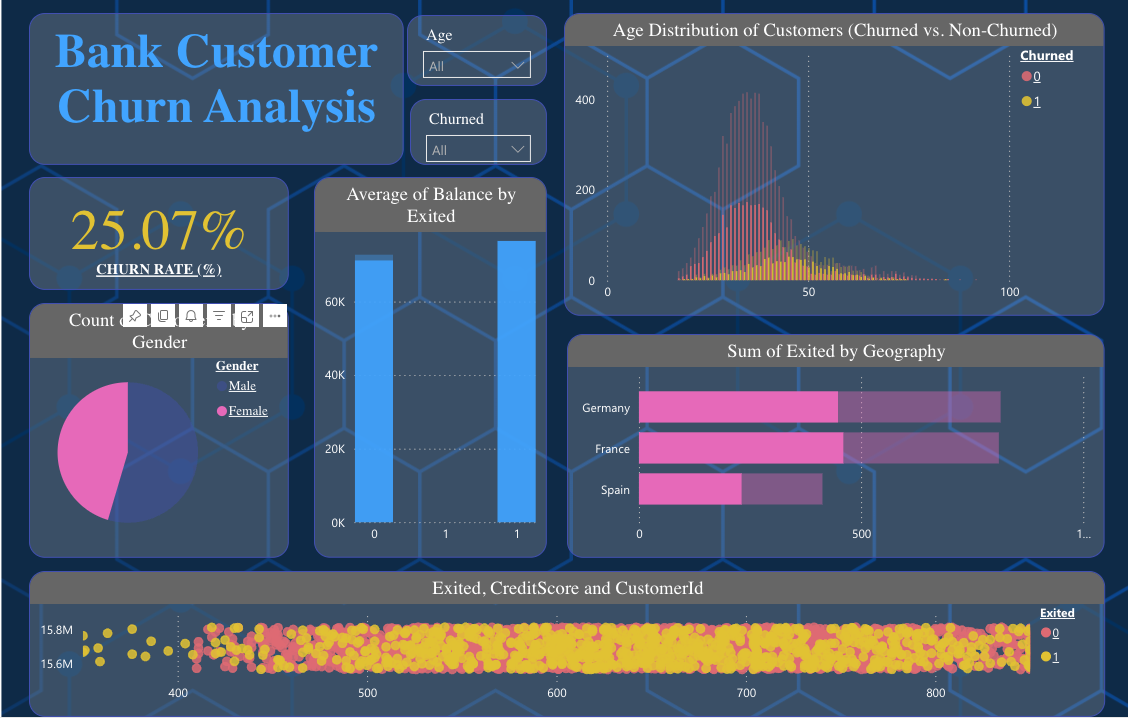 Bank Customer
Churn Analysis
Age
All
Churned
All
Age Distribution of Customers (Churned vs. Non-Churned)
Churned
0
1
400
200
0
0
50
100
25.07%
CHURN RATE (%)
Average of Balance by
Exited
60K
40K
20K
0K
0
1
1
Count
Gender
Gender
Male
Female
Sum of Exited by Geography
Germany
France
Spain
0
500
1...
Exited, CreditScore and CustomerId
Exited
0
1
15.8M
15.6M
400
500
600
700
800